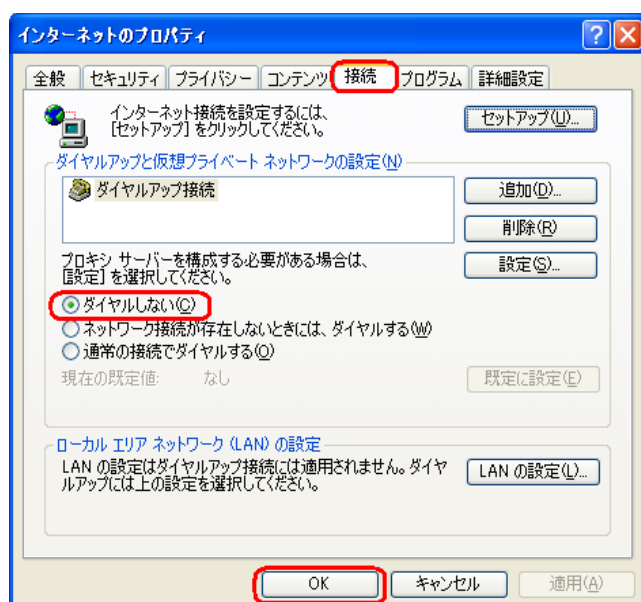 インターネットのプロパティ
全般 セキュリティ プライバシー コンテンツ 接続 プログラム 詳細設定
インターネット接続を設定するには、
[セットアップ] をクリックしてください。
セットアップ(U)...
ダイヤルアップと仮想プライベート ネットワークの設定(N)
ダイヤルアップ接続
追加(D)...
削除(R)
プロキシ サーバーを構成する必要がある場合は、
[設定] を選択してください。
設定(S)...
ダイヤルしない(C)
ネットワーク接続が存在しないときには、ダイヤルする(W)
通常の接続でダイヤルする(O)
現在の既定値: なし
既定に設定(E)
ローカル エリア ネットワーク (LAN) の設定
LAN の設定はダイヤルアップ接続には適用されません。ダイヤ
ルアップには上の設定を選択してください。
LAN の設定(L)...
OK キャンセル 適用(A)